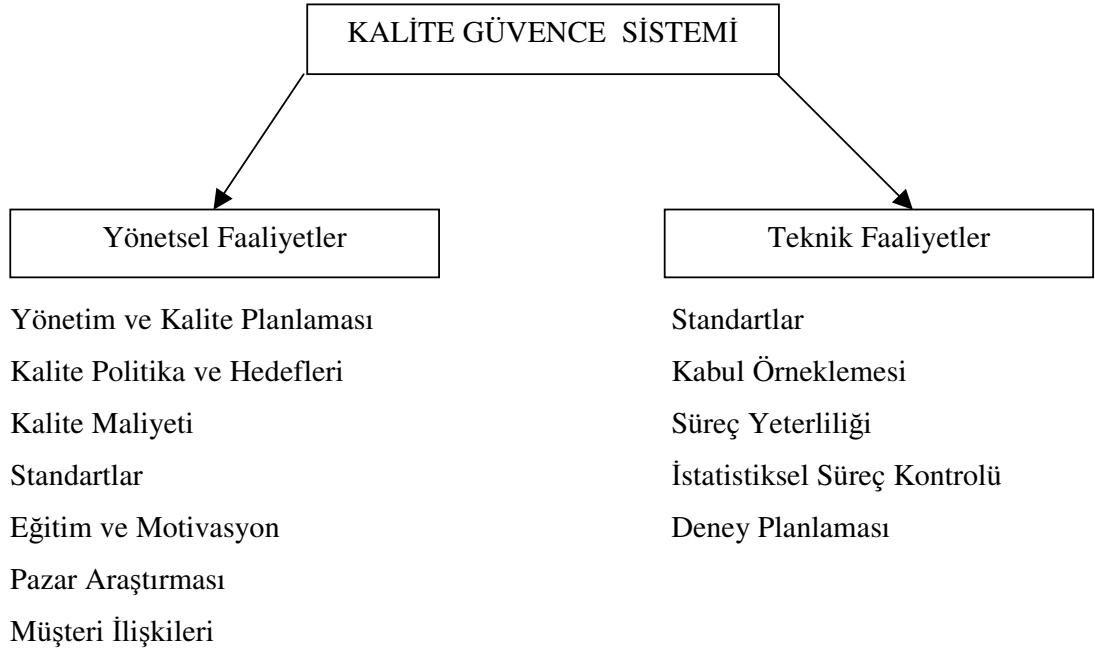 KALİTE GÜVENCE SİSTEMİ
Yönetsel Faaliyetler
Yönetim ve Kalite Planlaması
Kalite Politika ve Hedefleri
Kalite Maliyeti
Standartlar
Eğitim ve Motivasyon
Pazar Araştırması
Müşteri İlişkileri
Teknik Faaliyetler
Standartlar
Kabul Örneklemesi
Süreç Yeterliliği
İstatistiksel Süreç Kontrolü
Deney Planlaması